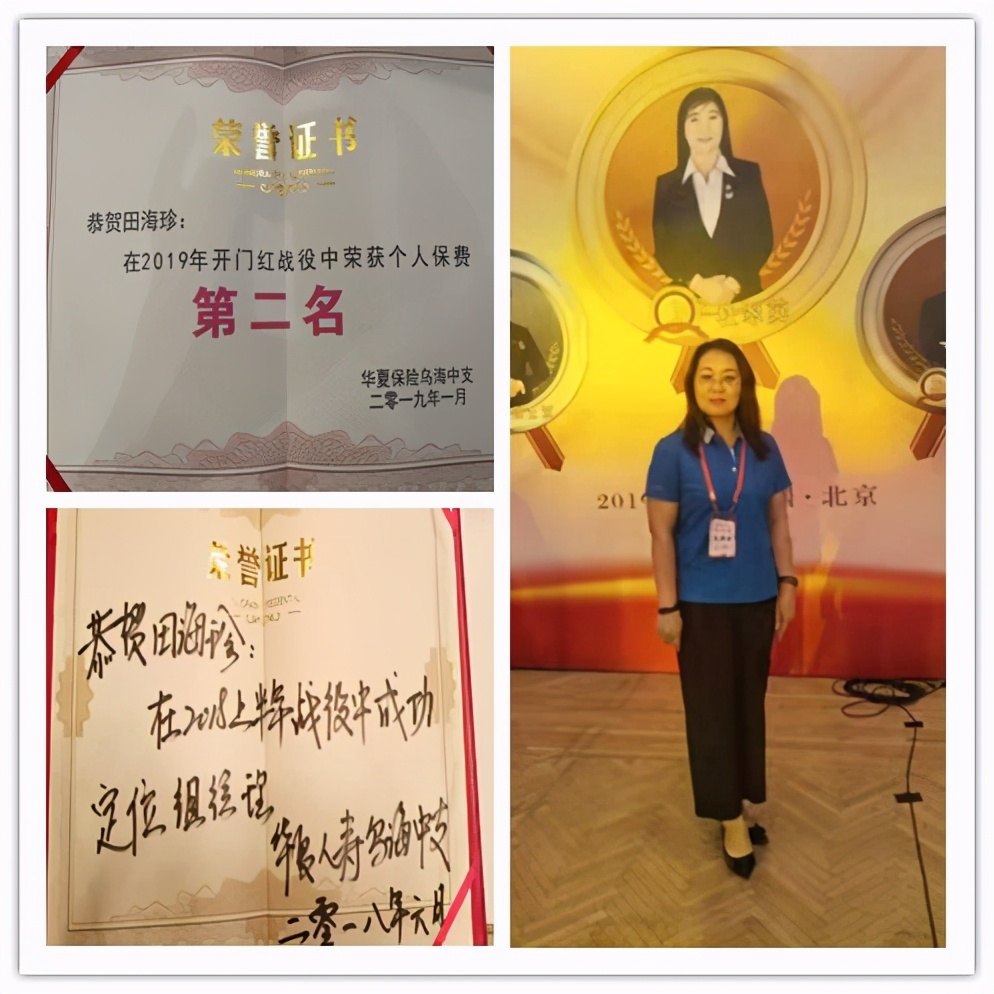 荣誉证书
恭贺田海珍：
在2019年开门红战役中荣获个人保费
第二名
华夏保险乌海中支
二零一九年一月
荣誉证书
恭贺田海珍：
在2018上半年战役中成功
定位组经理
华夏人寿乌海中支
二零一八年六月
201
·北京